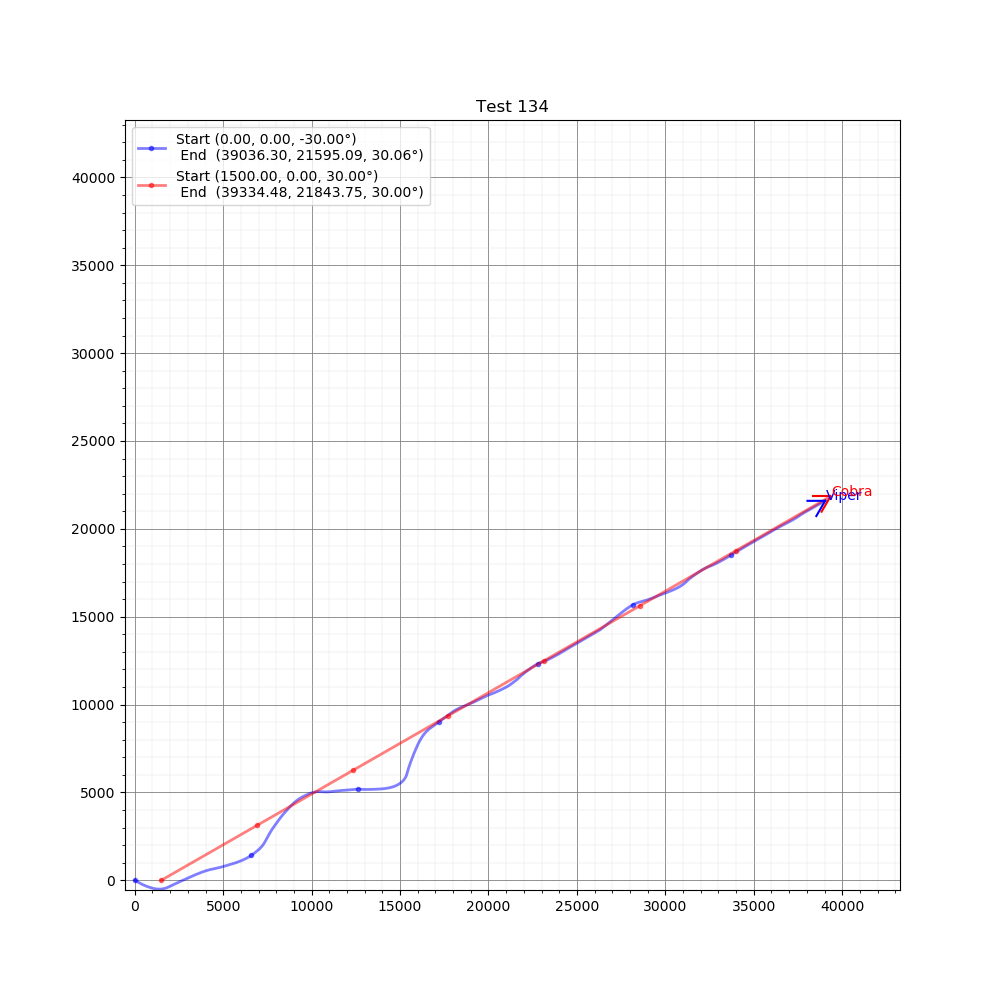 Test 134
Start (0.00, 0.00, -30.00°)
End (39036.30, 21595.09, 30.06°)
Start (1500.00, 0.00, 30.00°)
End (39334.48, 21843.75, 30.00°)
40000
35000
30000
25000
20000
15000
10000
5000
0
Cobra
Viper
0 5000 10000 15000 20000 25000 30000 35000 40000